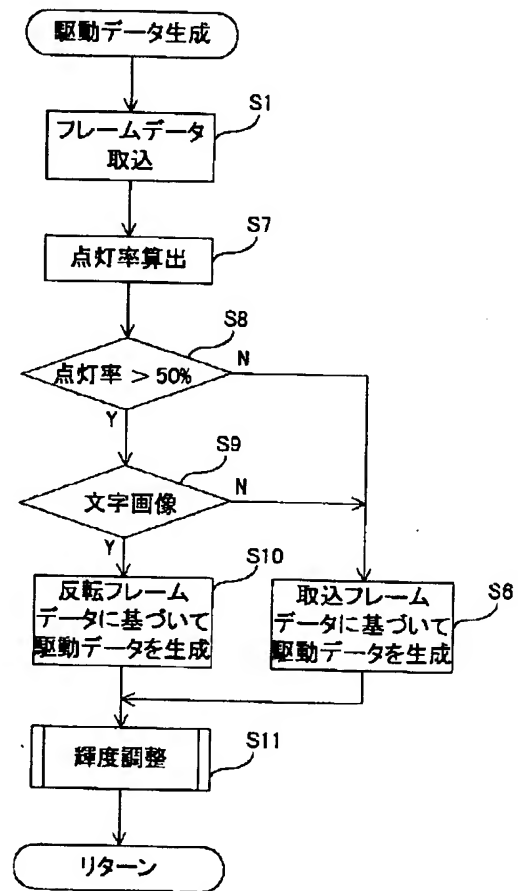 駆動データ生成
S1
フレームデータ
取込
S7
点灯率算出
S8
点灯率 > 50%
N
Y
S9
文字画像
N
Y
S10
反転フレーム
データに基づいて
駆動データを生成
S6
取込フレーム
データに基づいて
駆動データを生成
S11
輝度調整
リターン